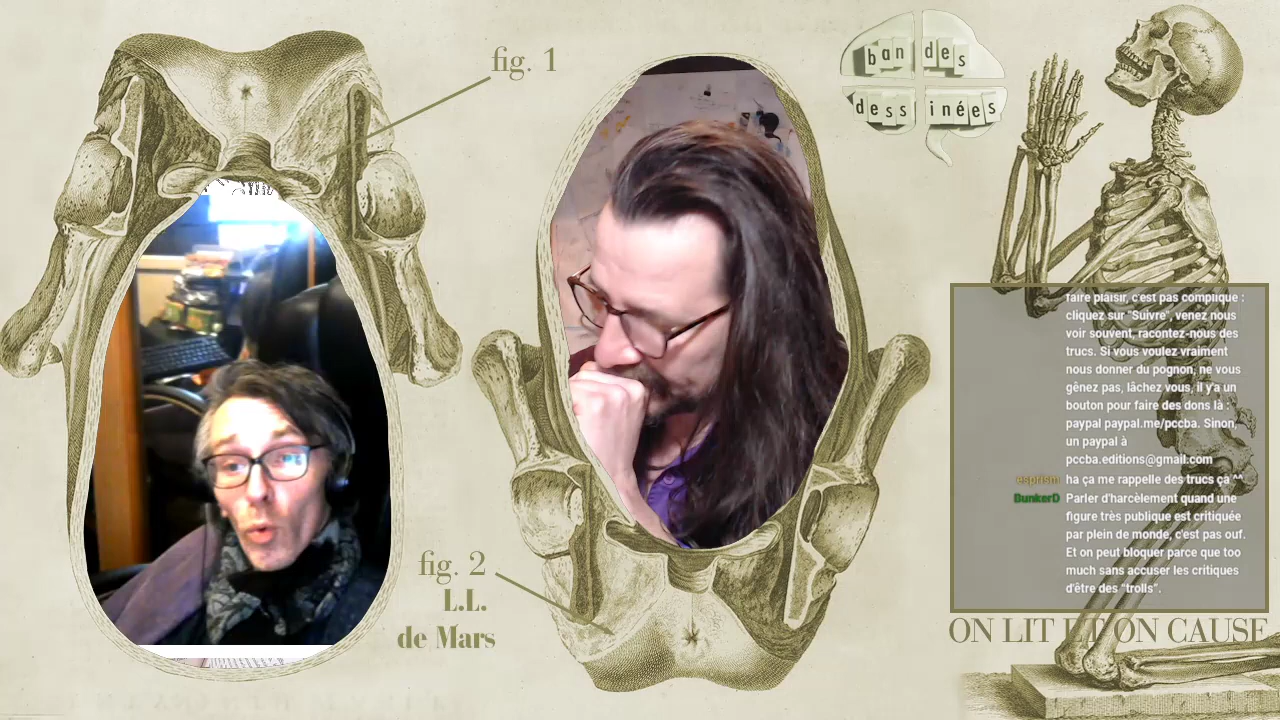 fig. 1
ban des
dess inées
faire plaisir, c'est pas compliqué :
cliquez sur "Suivre", venez nous
voir souvent, racontez-nous des
trucs. Si vous voulez vraiment
nous donner du pognon, ne vous
gênez pas, lâchez vous, il y'a un
bouton pour faire des dons là :
paypal paypal.me/pccba. Sinon,
un paypal à
pccba.editions@gmail.com
esprism ha ça me rappelle des trucs ça ^^
BunkerD Parler d'harcèlement quand une
figure très publique est critiquée
par plein de monde, c'est pas ouf.
Et on peut bloquer parce que too
much sans accuser les critiques
d'être des "trolls".
fig. 2
L.L.
de Mars
ON LIT ET ON CAUSE